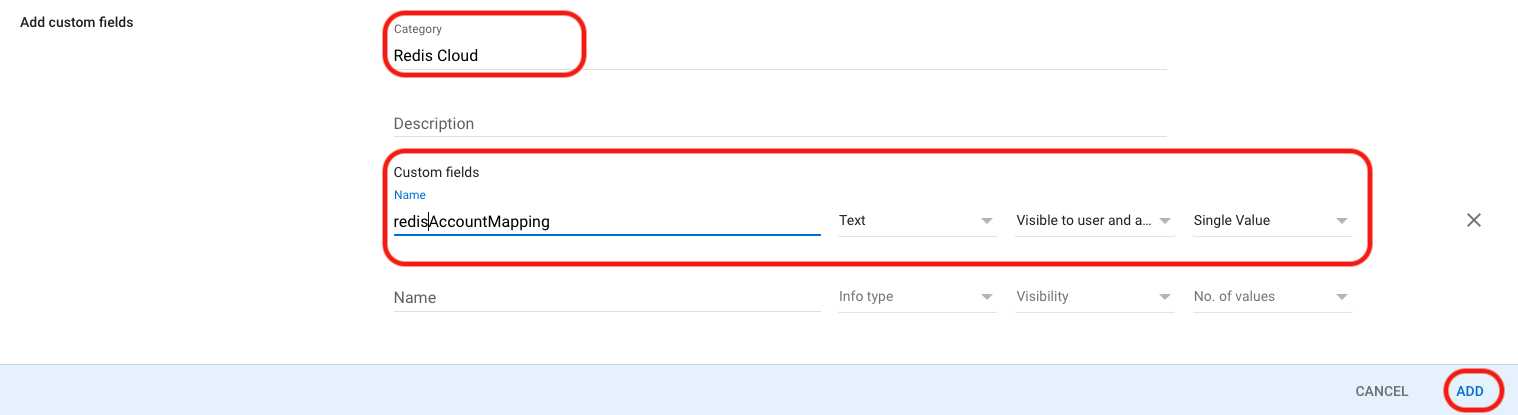 Add custom fields
Category
Redis Cloud
Description
Custom fields
Name
redisAccountMapping Text Visible to user and a... Single Value
Name Info type Visibility No. of values
CANCEL ADD